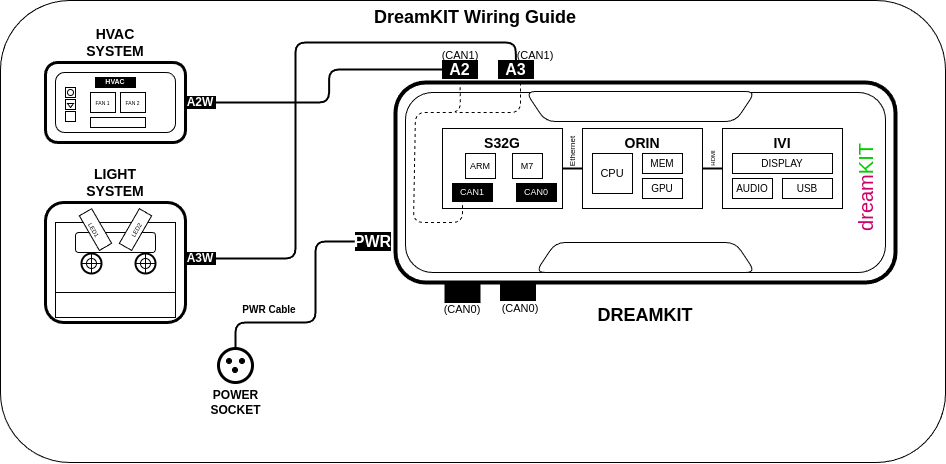 DreamKIT Wiring Guide
HVAC
SYSTEM
HVAC
FAN 1
FAN 2
A2W
(CAN1)
(CAN1)
A2
A3
S32G
ARM
M7
CAN1
CAN0
Ethernet
ORIN
CPU
MEM
GPU
HDMI
IVI
DISPLAY
AUDIO
USB
dreamKIT
LIGHT
SYSTEM
LED1
LED2
A3W
PWR
PWR Cable
(CAN0)
(CAN0)
DREAMKIT
POWER
SOCKET